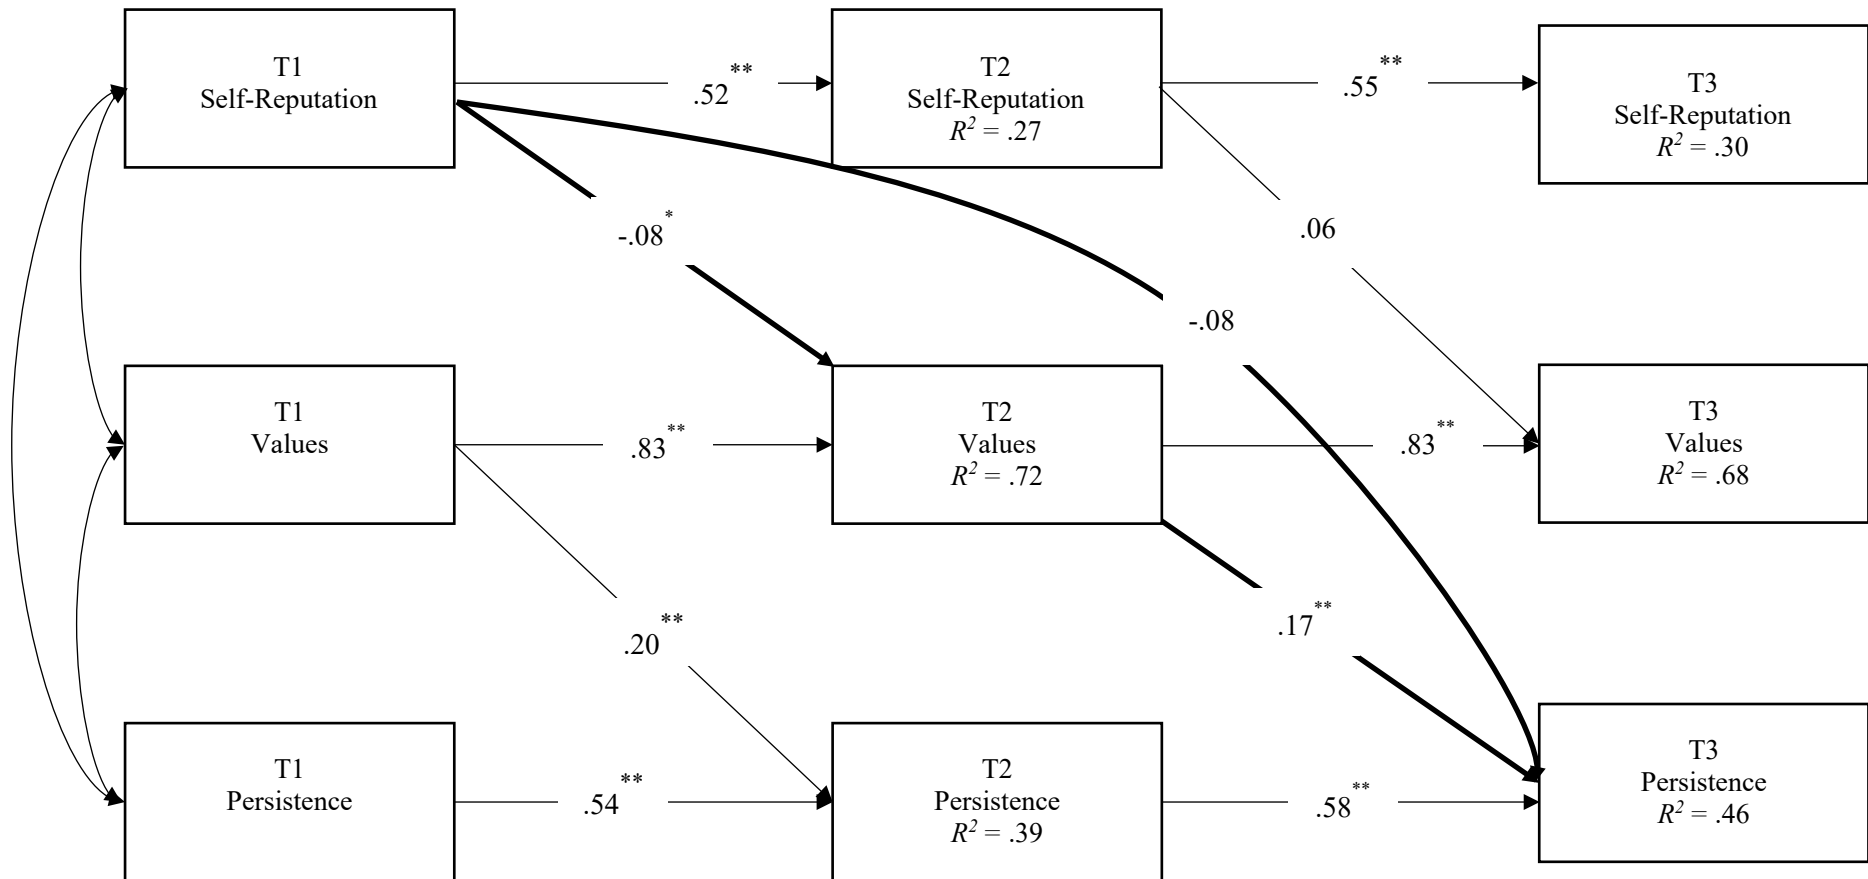 T1
Self-Reputation
.52**
T2
Self-Reputation
R² = .27
.55**
T3
Self-Reputation
R² = .30
-.08*
.06
-.08
T1
Values
.83**
T2
Values
R² = .72
.83**
T3
Values
R² = .68
.20**
.17**
T1
Persistence
.54**
T2
Persistence
R² = .39
.58**
T3
Persistence
R² = .46